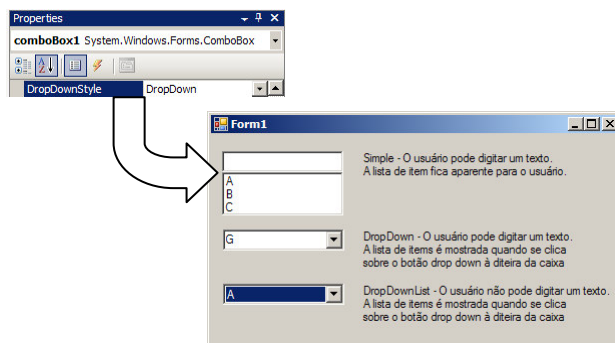 Properties
comboBox1 System.Windows.Forms.ComboBox
DropDownStyle DropDown
Form1
Simple - O usuário pode digitar um texto.
A lista de item fica aparente para o usuário.
A
B
C
G
DropDown - O usuário pode digitar um texto.
A lista de items é mostrada quando se clica
sobre o botão drop down à diteira da caixa
A
DropDownList - O usuário não pode digitar um texto.
A lista de items é mostrada quando se clica
sobre o botão drop down à diteira da caixa